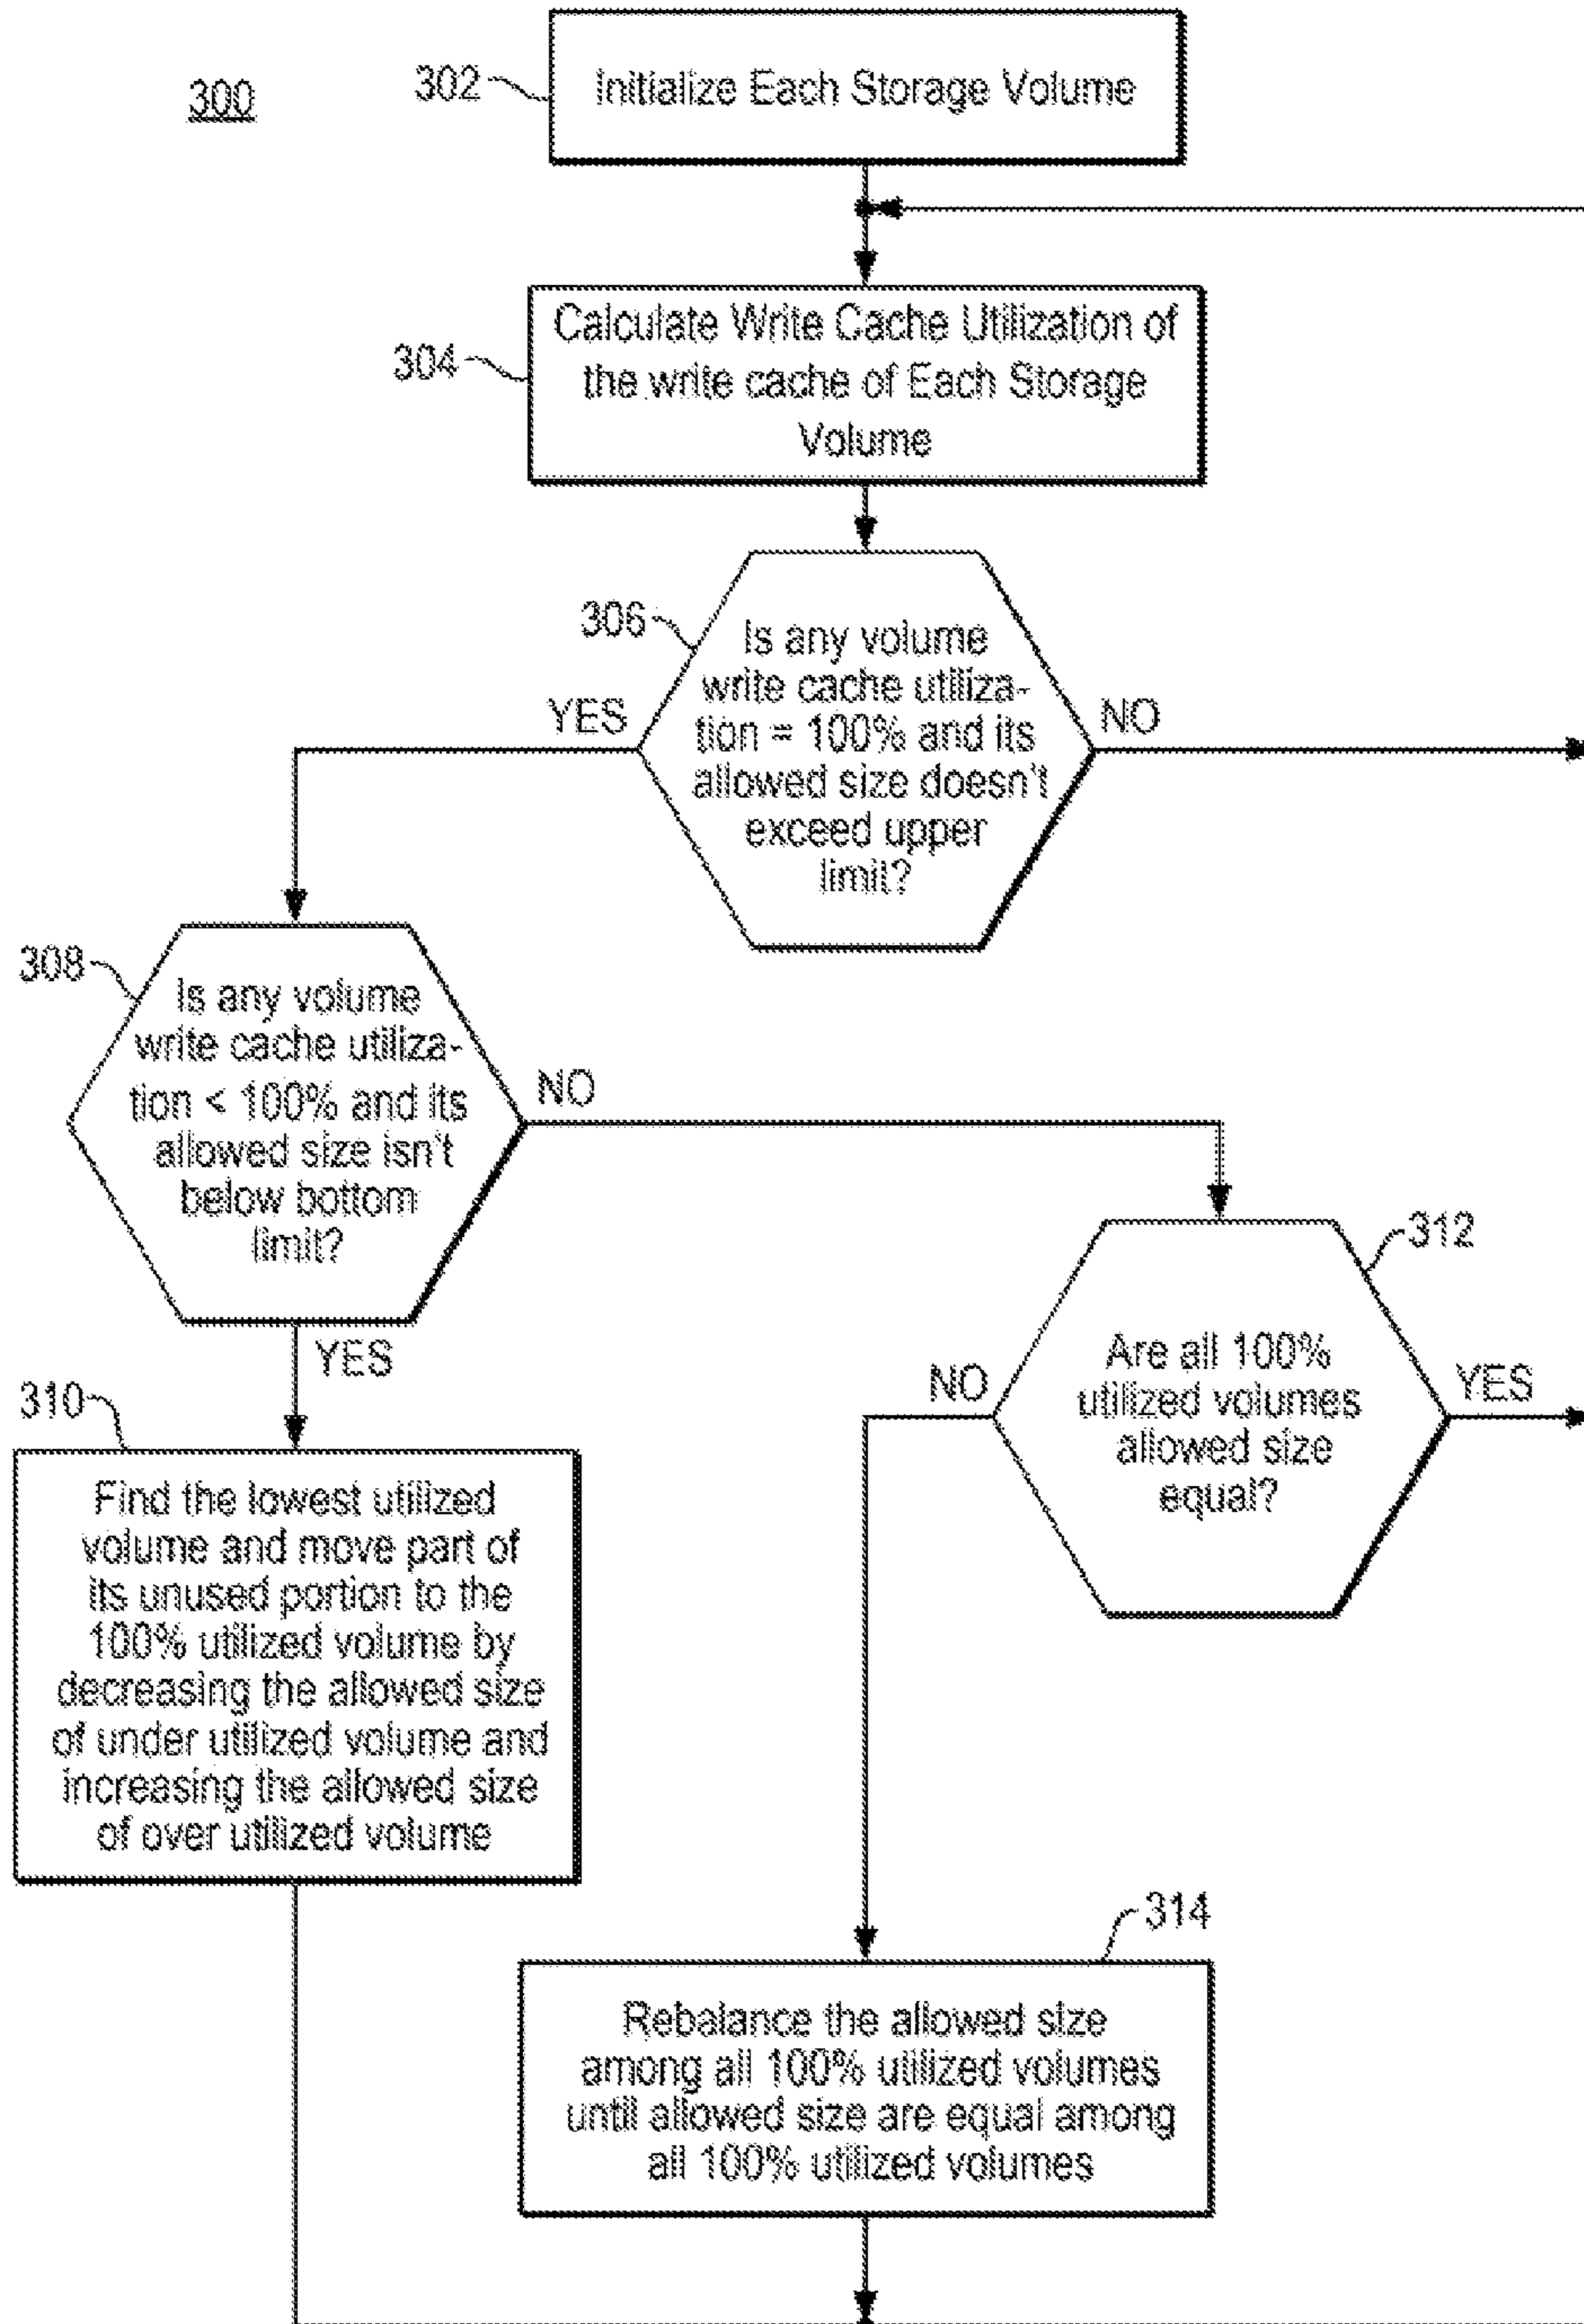 300
302
Initialize Each Storage Volume
304
Calculate Write Cache Utilization of
the write cache of Each Storage
Volume
306
Is any volume
write cache utiliza-
tion = 100% and its
allowed size doesn't
exceed upper
limit?
YES
NO
308
Is any volume
write cache utiliza-
tion < 100% and its
allowed size isn't
below bottom
limit?
NO
YES
312
Are all 100%
utilized volumes
allowed size
equal?
NO
YES
310
Find the lowest utilized
volume and move part of
its unused portion to the
100% utilized volume by
decreasing the allowed size
of under utilized volume and
increasing the allowed size
of over utilized volume
314
Rebalance the allowed size
among all 100% utilized volumes
until allowed size are equal among
all 100% utilized volumes